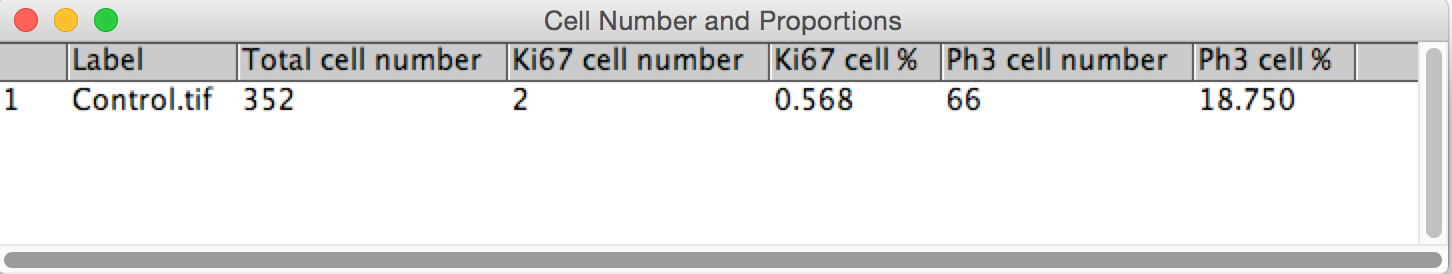 Cell Number and Proportions
Label Total cell number Ki67 cell number Ki67 cell % Ph3 cell number Ph3 cell %
1 Control.tif 352 2 0.568 66 18.750